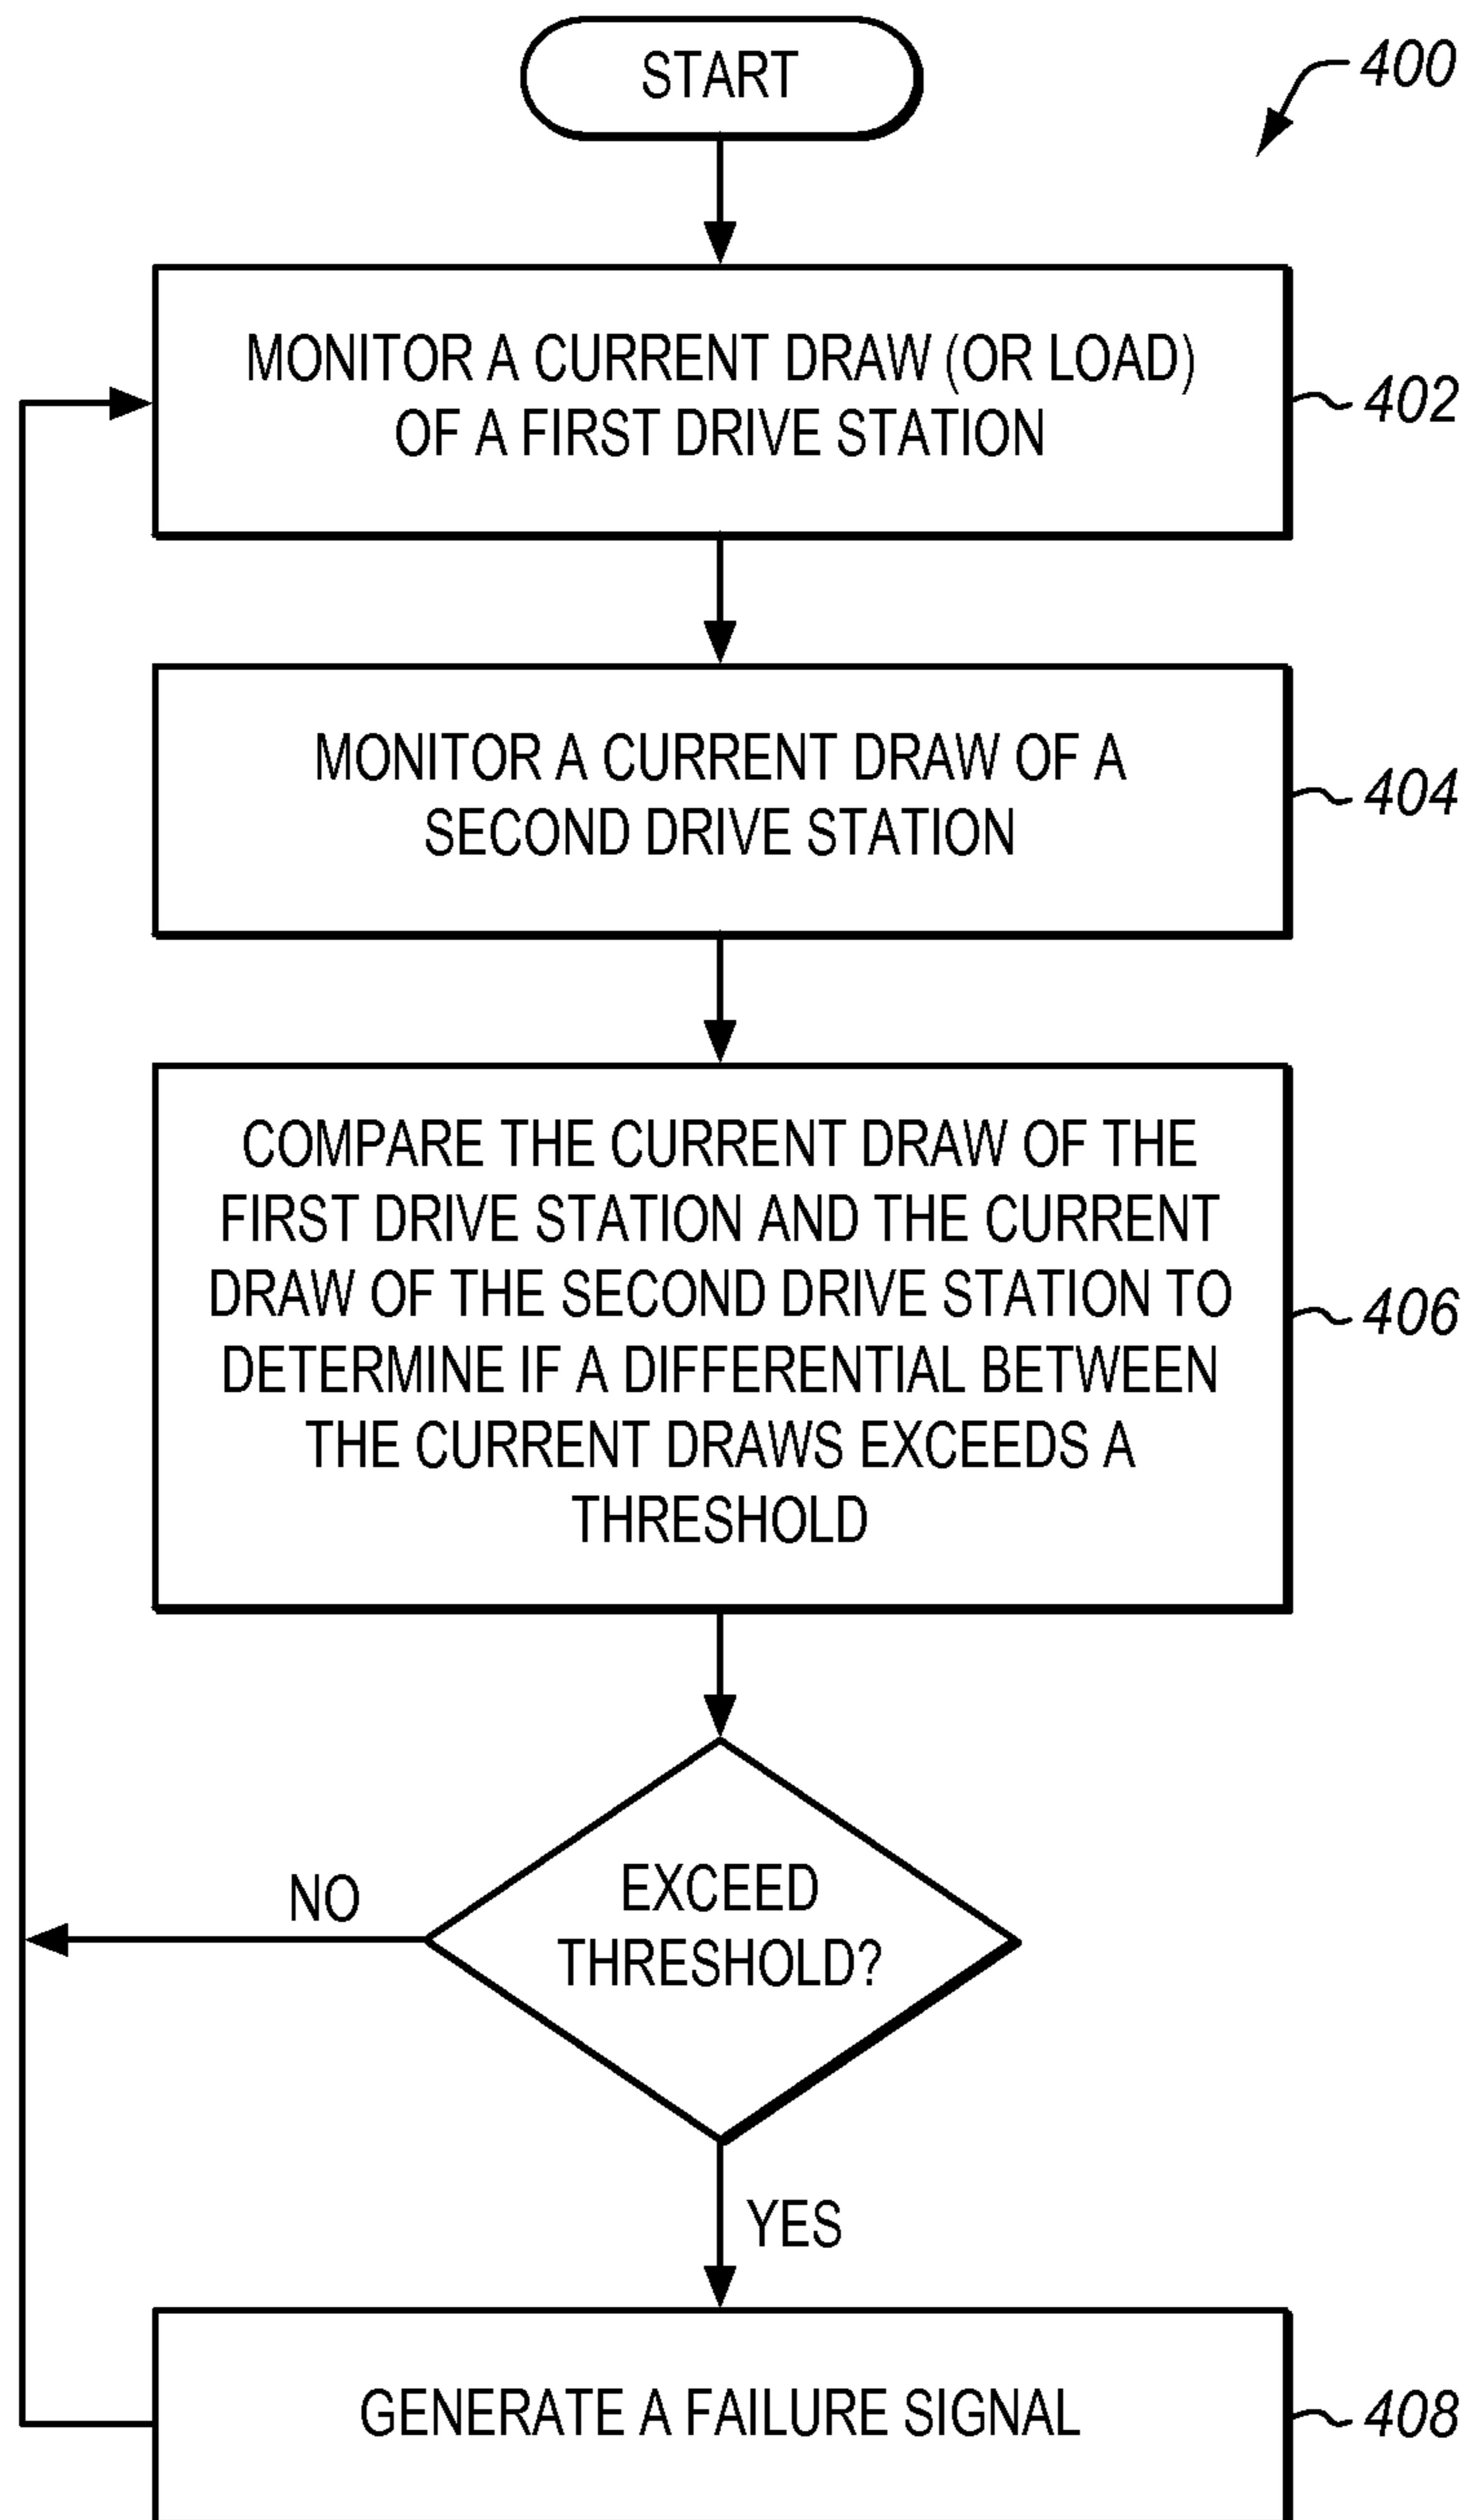 START
400
MONITOR A CURRENT DRAW (OR LOAD)
OF A FIRST DRIVE STATION
402
MONITOR A CURRENT DRAW OF A
SECOND DRIVE STATION
404
COMPARE THE CURRENT DRAW OF THE
FIRST DRIVE STATION AND THE CURRENT
DRAW OF THE SECOND DRIVE STATION TO
DETERMINE IF A DIFFERENTIAL BETWEEN
THE CURRENT DRAWS EXCEEDS A
THRESHOLD
406
EXCEED
THRESHOLD?
NO
YES
GENERATE A FAILURE SIGNAL
408